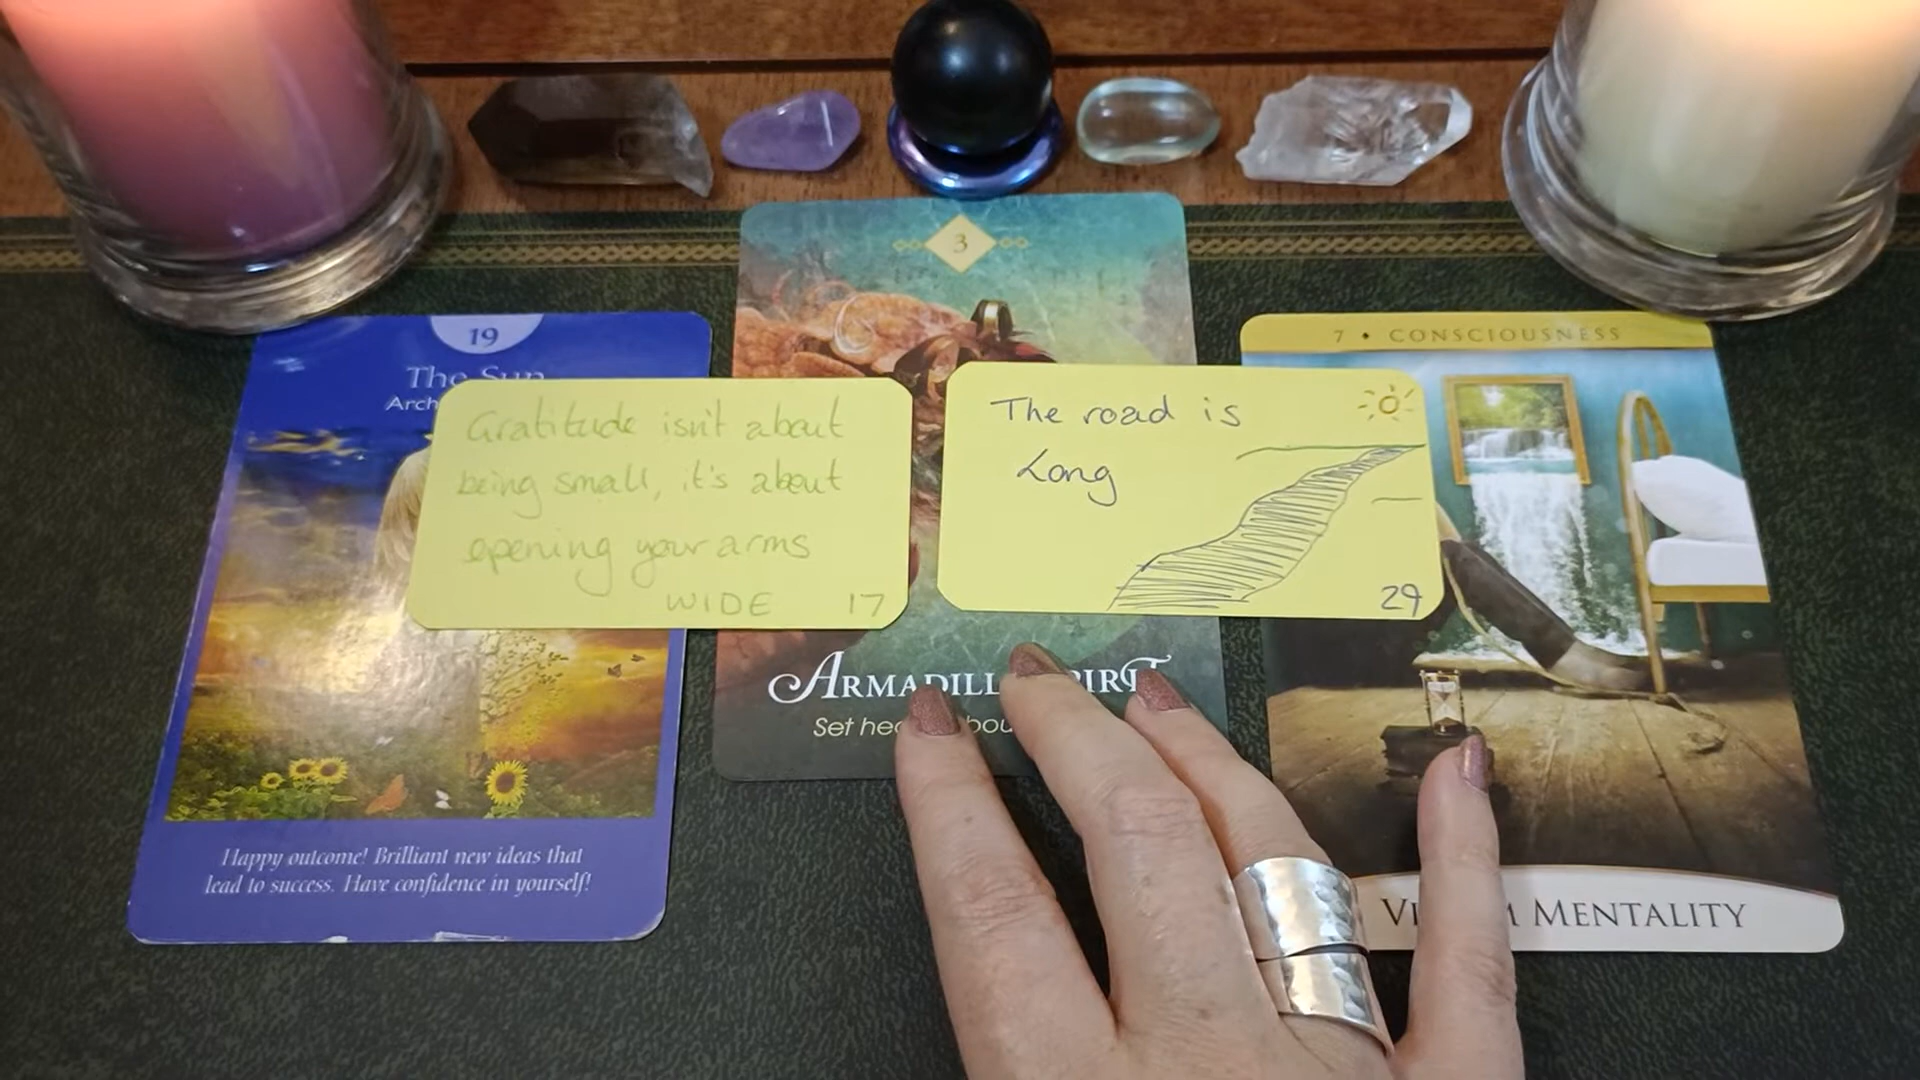 19
The Sun
Gratitude isn't about
being small, it's about
opening your arms
WIDE 17
Happy outcome! Brilliant new ideas that
lead to success. Have confidence in yourself!
3
The road is
Long
29
7 • CONSCIOUSNESS
MENTALITY